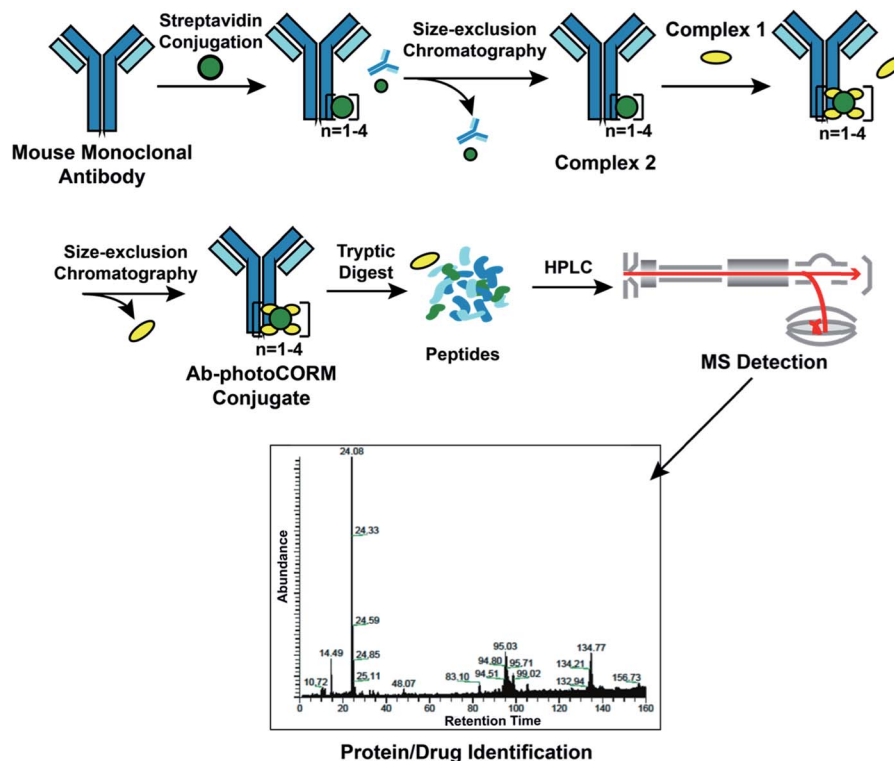 Streptavidin
Conjugation
Size-exclusion
Chromatography
Complex 1
n=1-4
n=1-4
n=1-4
Mouse Monoclonal
Antibody
Complex 2
Size-exclusion
Chromatography
Tryptic
Digest
HPLC
n=1-4
Peptides
Ab-photoCORM
Conjugate
MS Detection
24.08
24.33
24.59
24.85
25.11
14.49
10.72
48.07
83.10
95.03
94.80
95.71
94.51
99.02
134.77
134.21
132.94
156.73
Abundance
0
20
40
60
80
100
120
140
160
Retention Time
Protein/Drug Identification